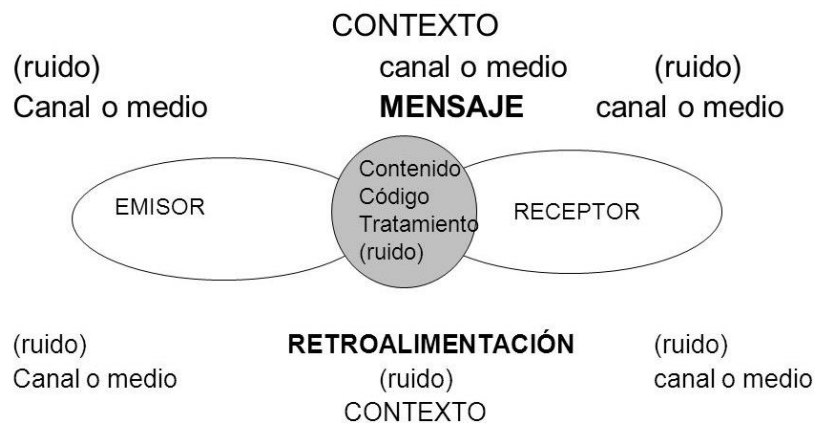 CONTEXTO
(ruido) canal o medio (ruido)
Canal o medio MENSAJE canal o medio
Contenido
Código
EMISOR Tratamiento RECEPTOR
(ruido)
(ruido) RETROALIMENTACIÓN (ruido)
Canal o medio (ruido) canal o medio
CONTEXTO